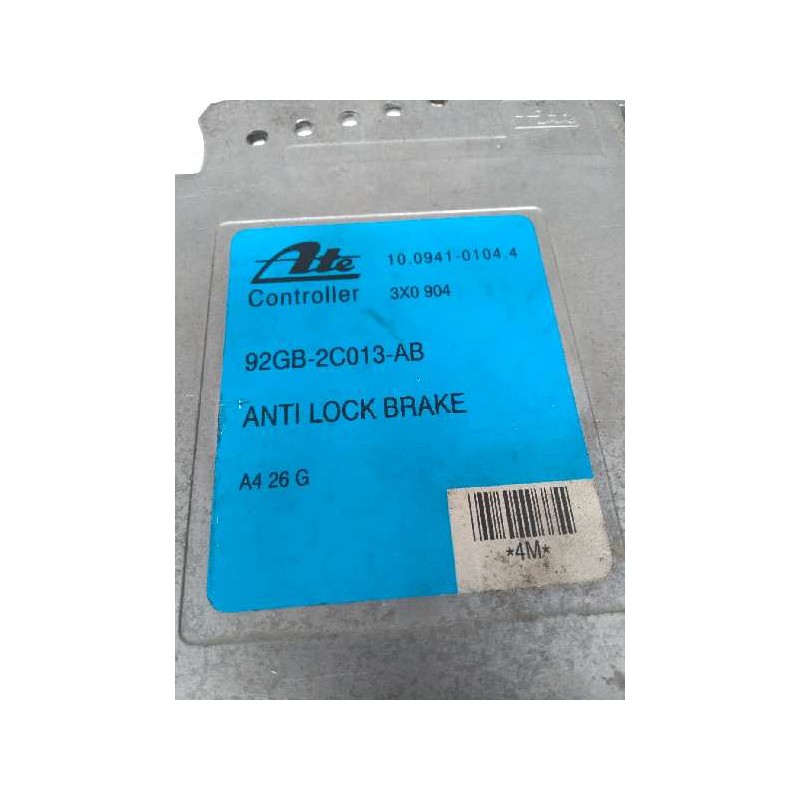 Ate 10.0941-0104.4
Controller 3X0 904
92GB-2C013-AB
ANTI LOCK BRAKE
A4 26 G
*4M*